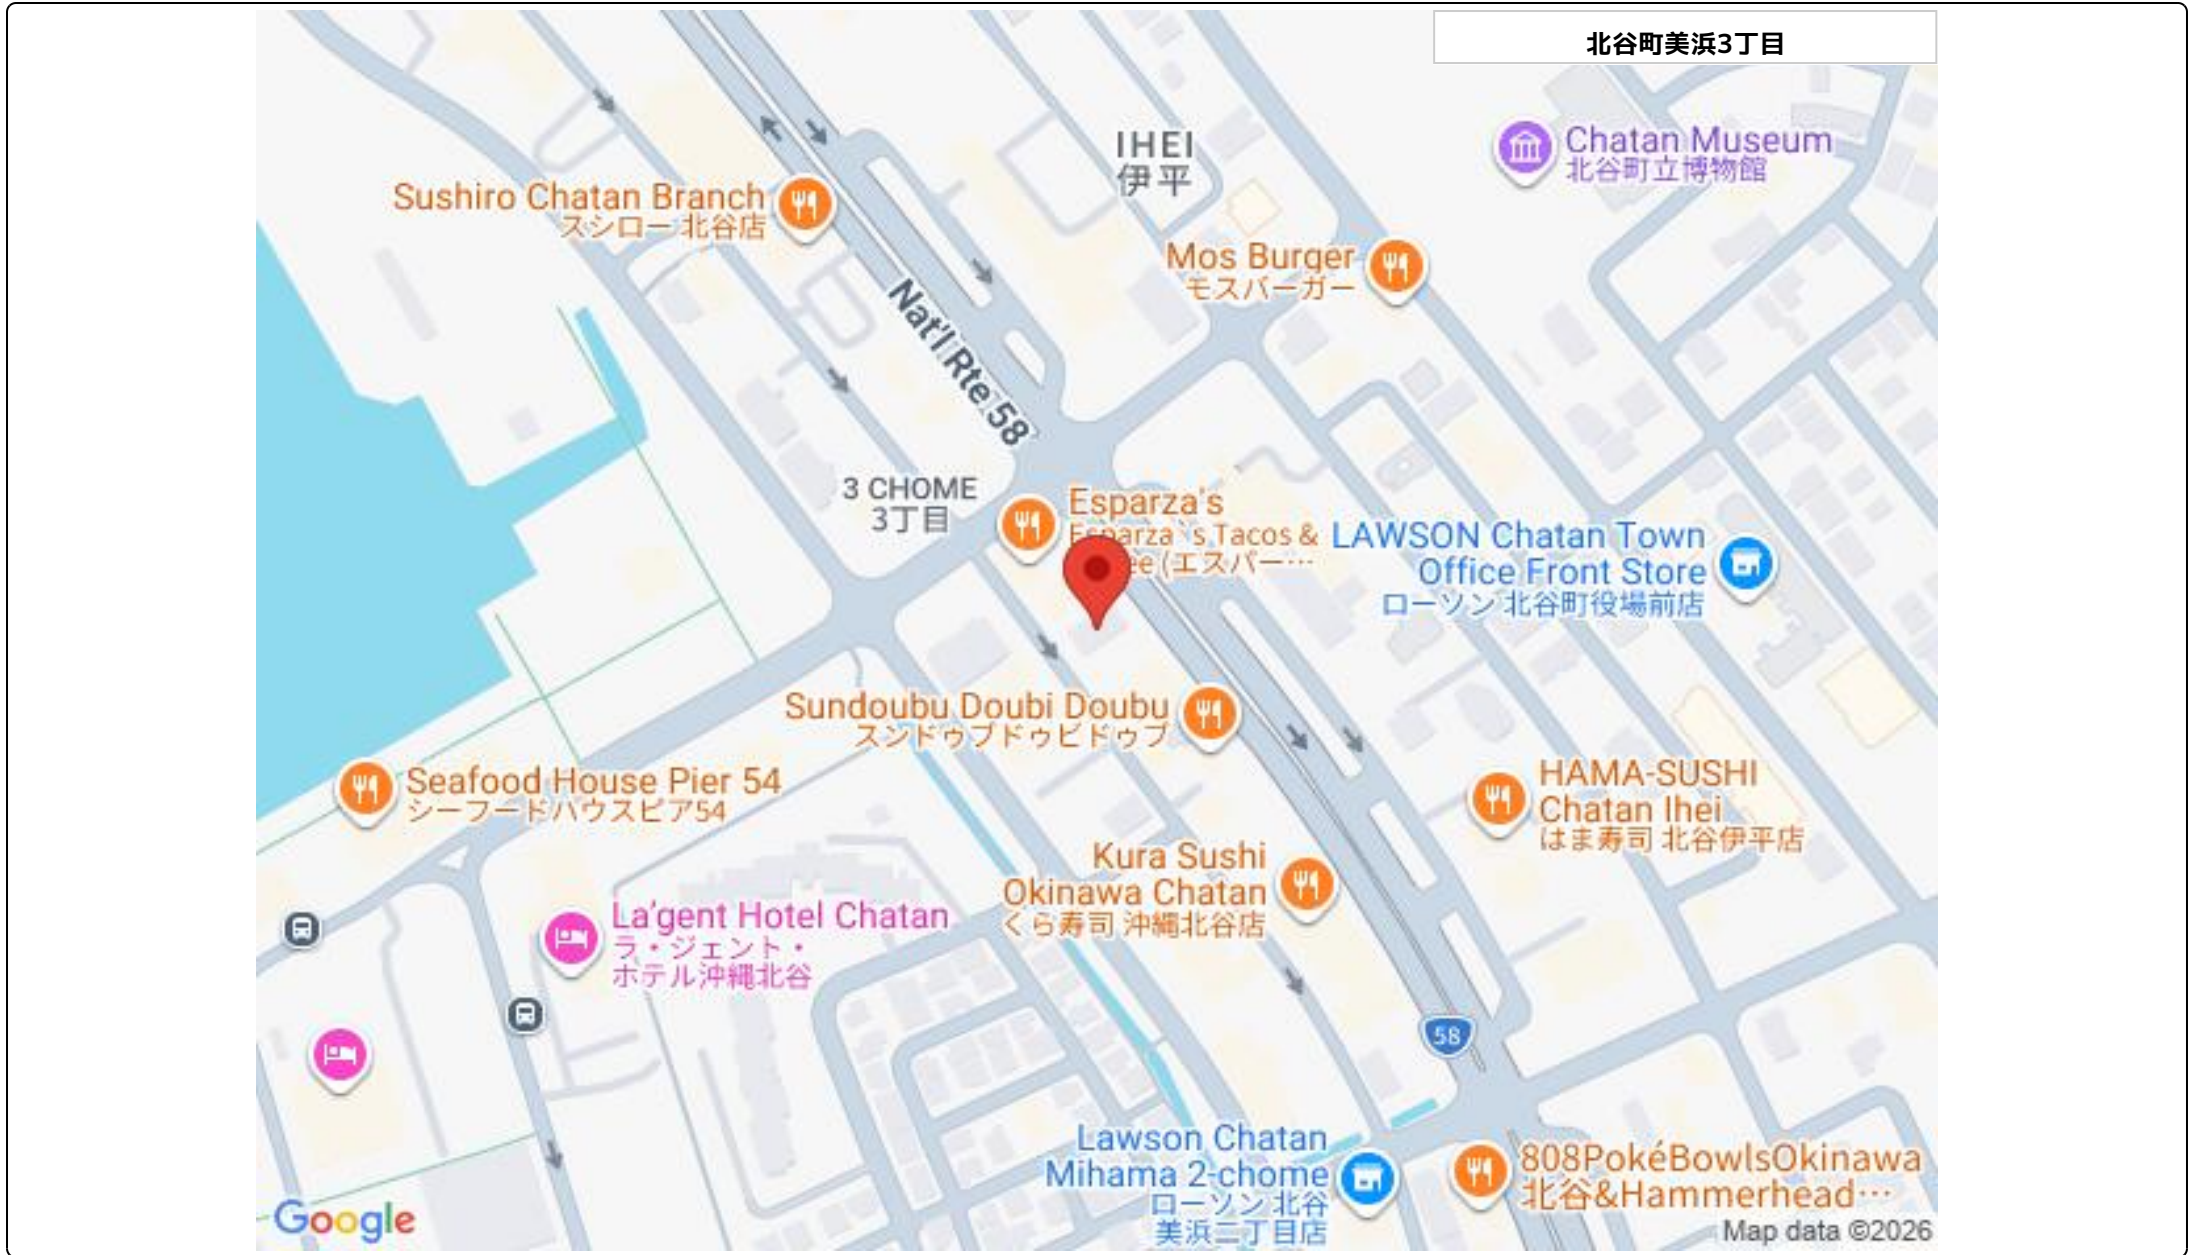 北谷町美浜3丁目
IHEI
伊平
Chatan Museum
北谷町立博物館
Sushiro Chatan Branch
スシロー 北谷店
Mos Burger
モスバーガー
Nat'l Rte 58
3 CHOME
3丁目
Esparza's
Esparza`s Tacos &
ee (エスパー…
LAWSON Chatan Town
Office Front Store
ローソン 北谷町役場前店
Sundoubu Doubi Doubu
スンドゥブドゥビドゥブ
Seafood House Pier 54
シーフードハウスピア54
HAMA-SUSHI
Chatan Ihei
はま寿司 北谷伊平店
Kura Sushi
Okinawa Chatan
くら寿司 沖縄北谷店
La'gent Hotel Chatan
ラ・ジェント・
ホテル沖縄北谷
58
Lawson Chatan
Mihama 2-chome
ローソン 北谷
美浜二丁目店
808PokéBowlsOkinawa
北谷&Hammerhead…
Google
Map data ©2026